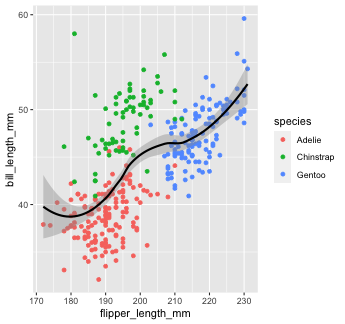 60
50
40
bill_length_mm
170 180 190 200 210 220 230
flipper_length_mm
species
Adelie
Chinstrap
Gentoo